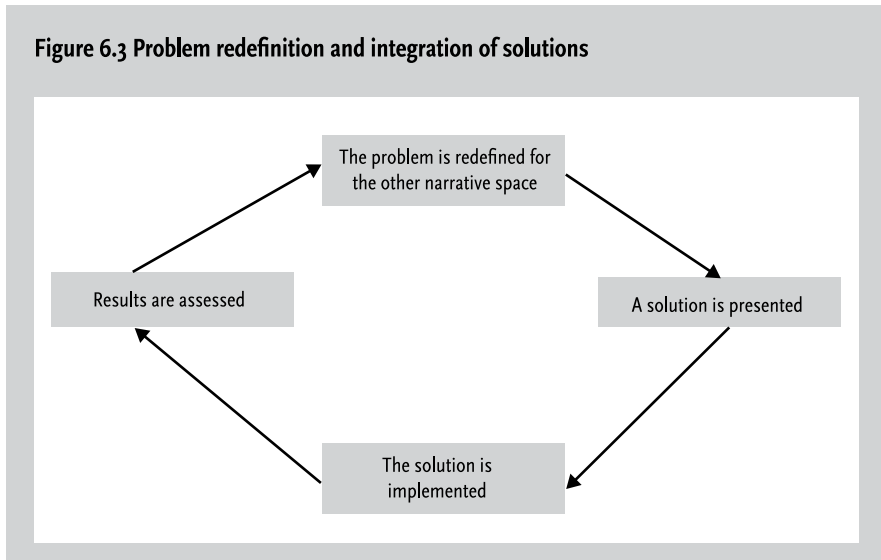 Figure 6.3 Problem redefinition and integration of solutions
The problem is redefined for
the other narrative space
Results are assessed
A solution is presented
The solution is
implemented